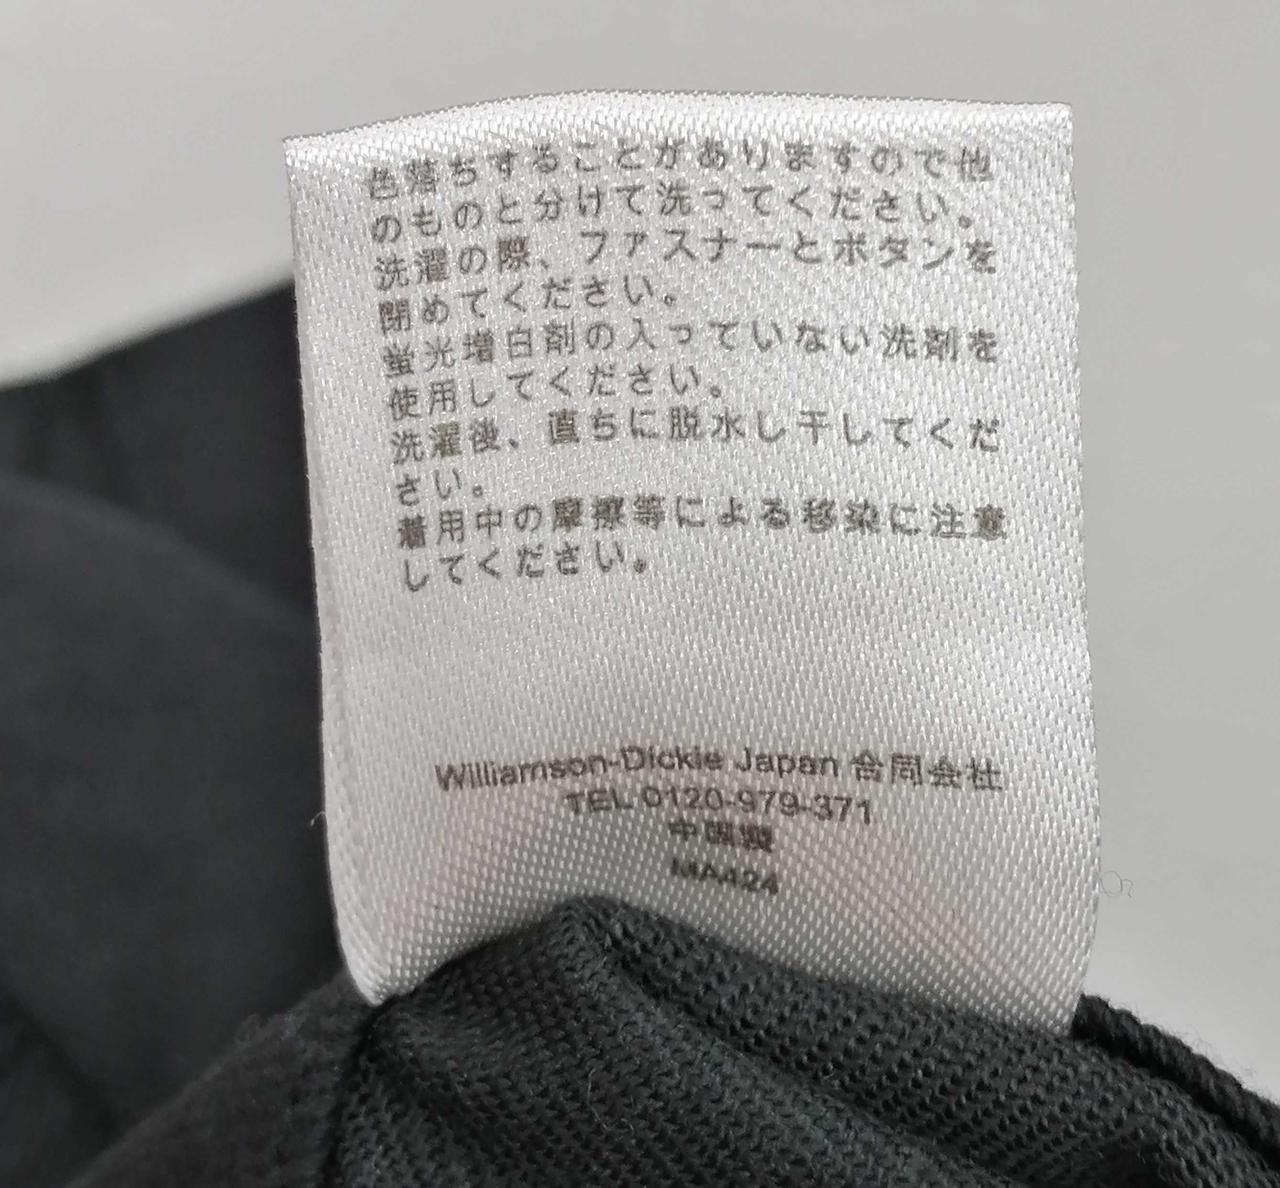 色落ちすることがありますので他
のものと分けて洗ってください。
洗濯の際、ファスナーとボタンを
閉めてください。
蛍光増白剤の入っていない洗剤を
使用してください。
洗濯後、直ちに脱水し干してくだ
さい。
着用中の摩擦等による移染に注意
してください。
Williamson-Dickie Japan 合同会社
TEL 0120-979-371
中国製
MA424